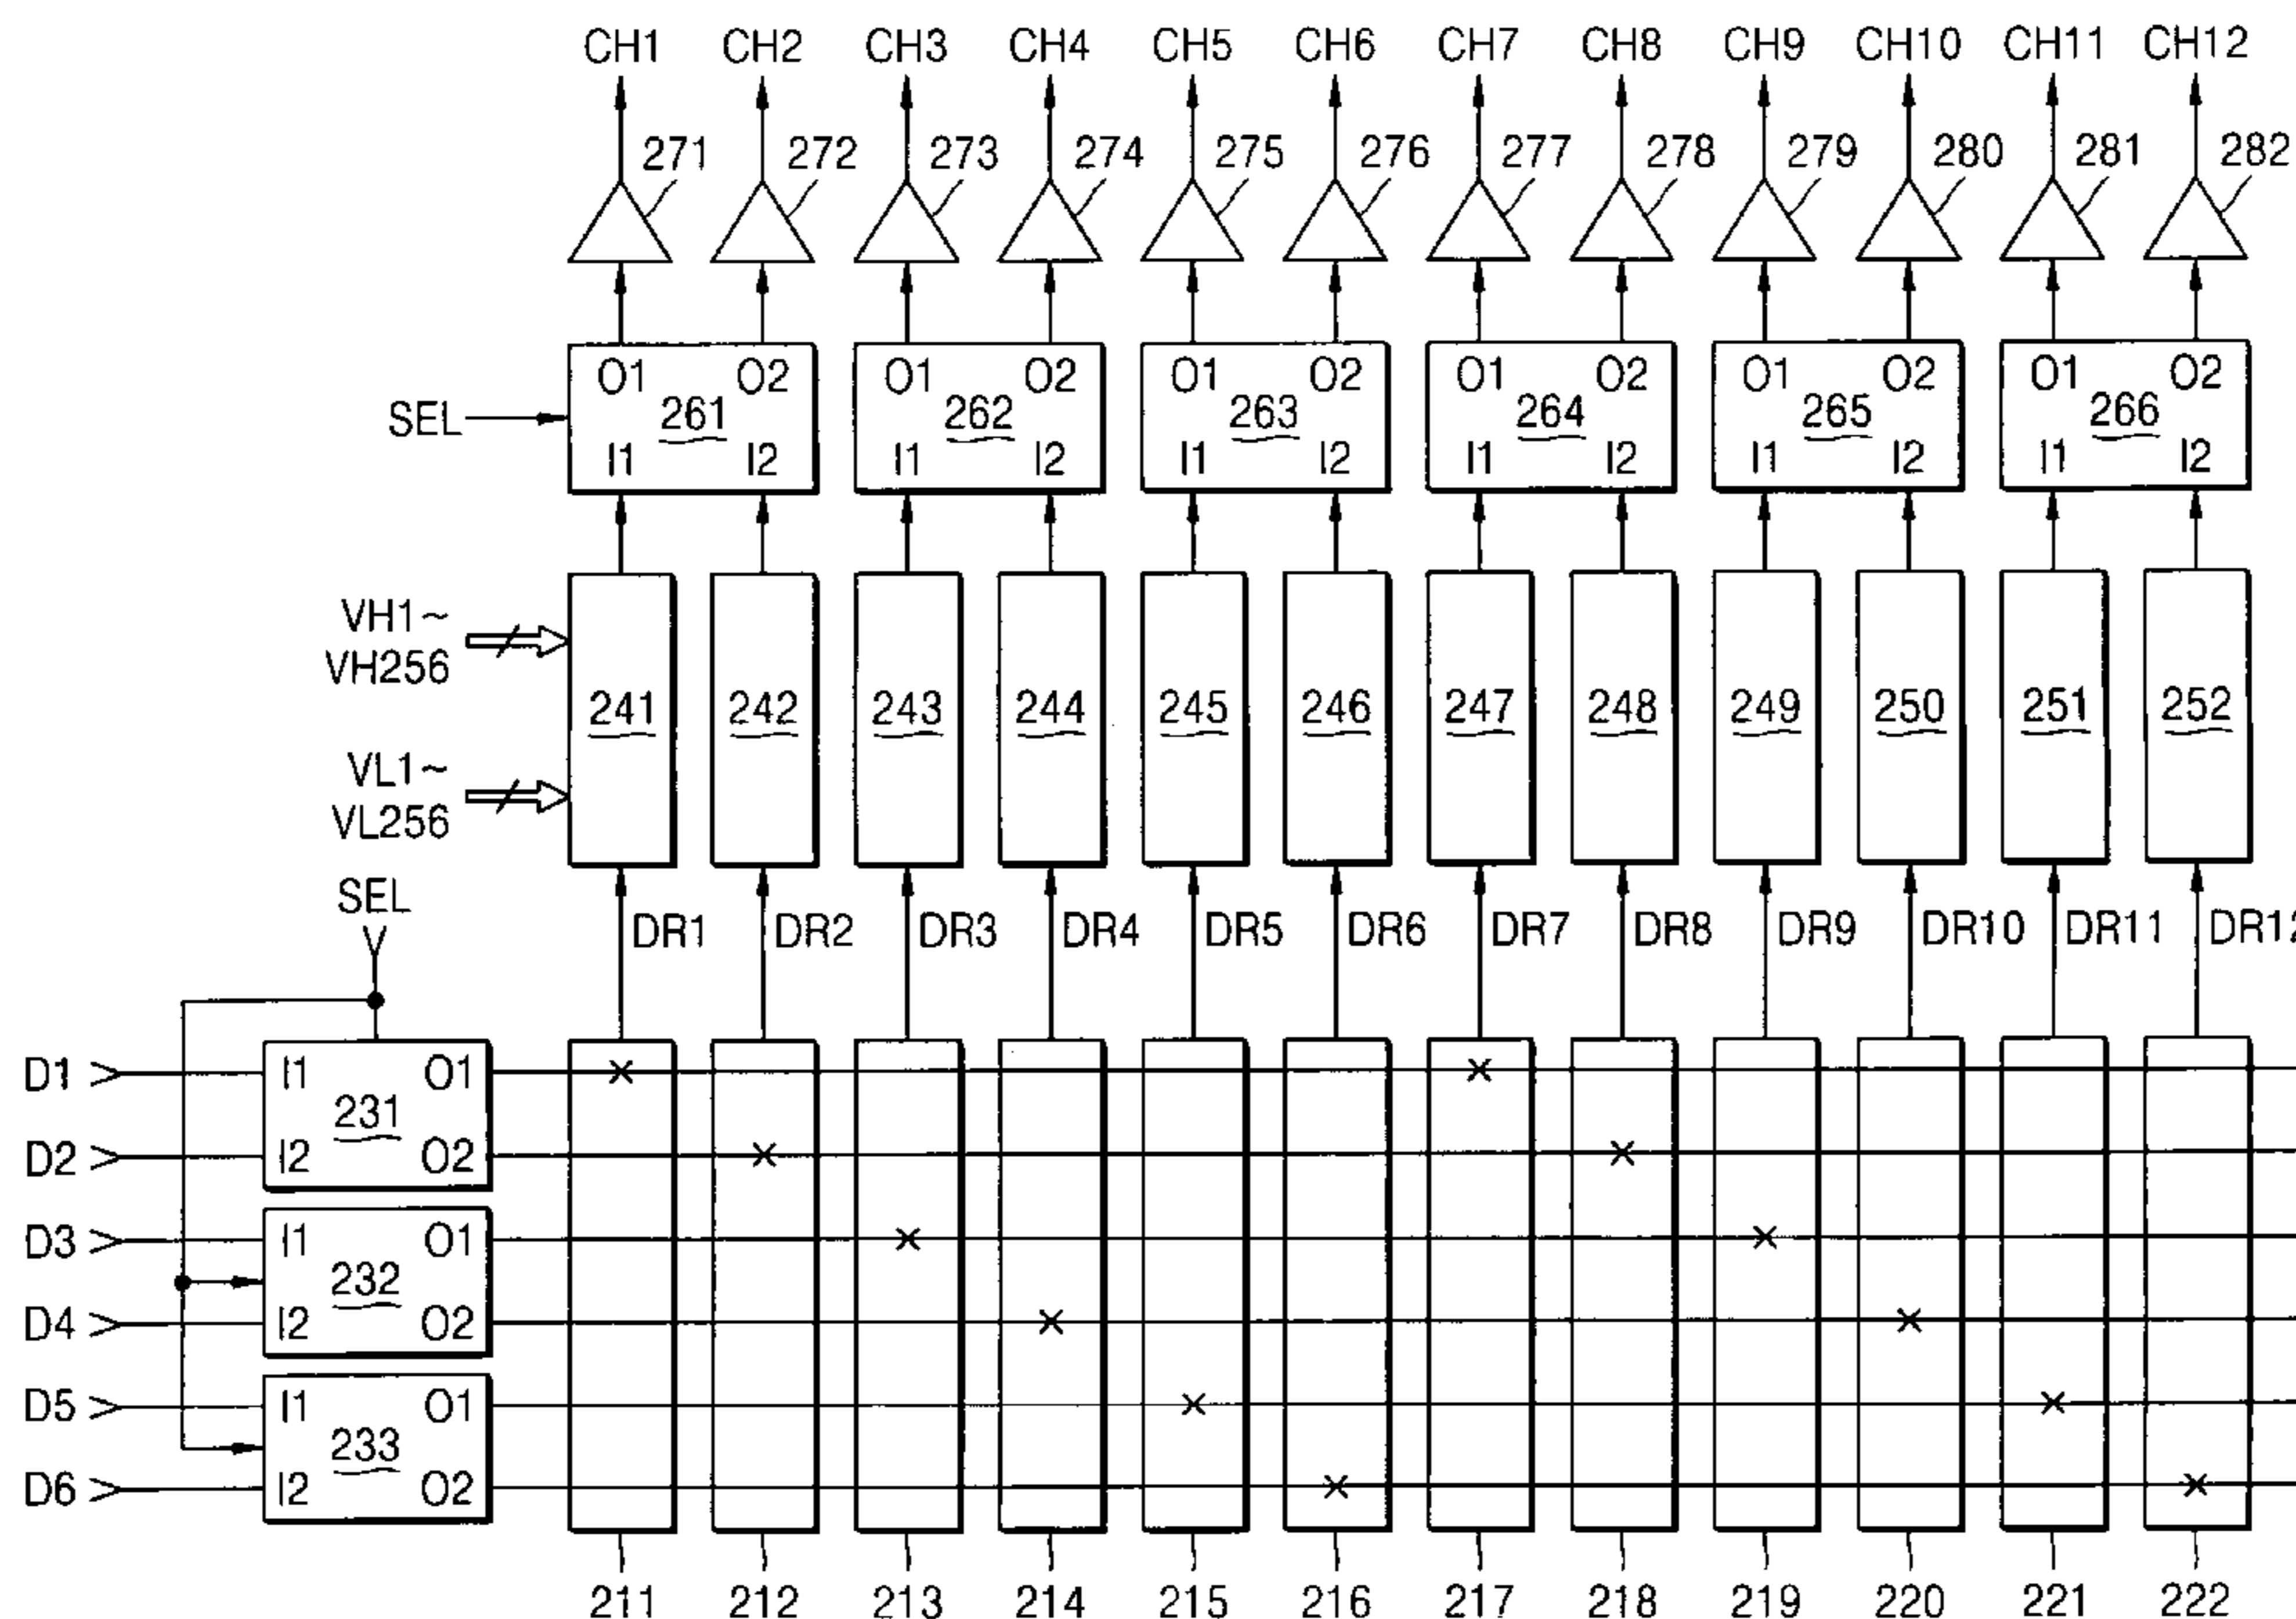 CH1 CH2 CH3 CH4 CH5 CH6 CH7 CH8 CH9 CH10 CH11 CH12
271 272 273 274 275 276 277 278 279 280 281 282
O1 O2 O1 O2 O1 O2 O1 O2 O1 O2 O1 O2
SEL 261 262 263 264 265 266
I1 I2 I1 I2 I1 I2 I1 I2 I1 I2 I1 I2
VH1~
VH256
241 242 243 244 245 246 247 248 249 250 251 252
VL1~
VL256
SEL
DR1 DR2 DR3 DR4 DR5 DR6 DR7 DR8 DR9 DR10 DR11 DR12
D1 I1 O1
231
D2 I2 O2
D3 I1 O1
232
D4 I2 O2
D5 I1 O1
233
D6 I2 O2
211 212 213 214 215 216 217 218 219 220 221 222